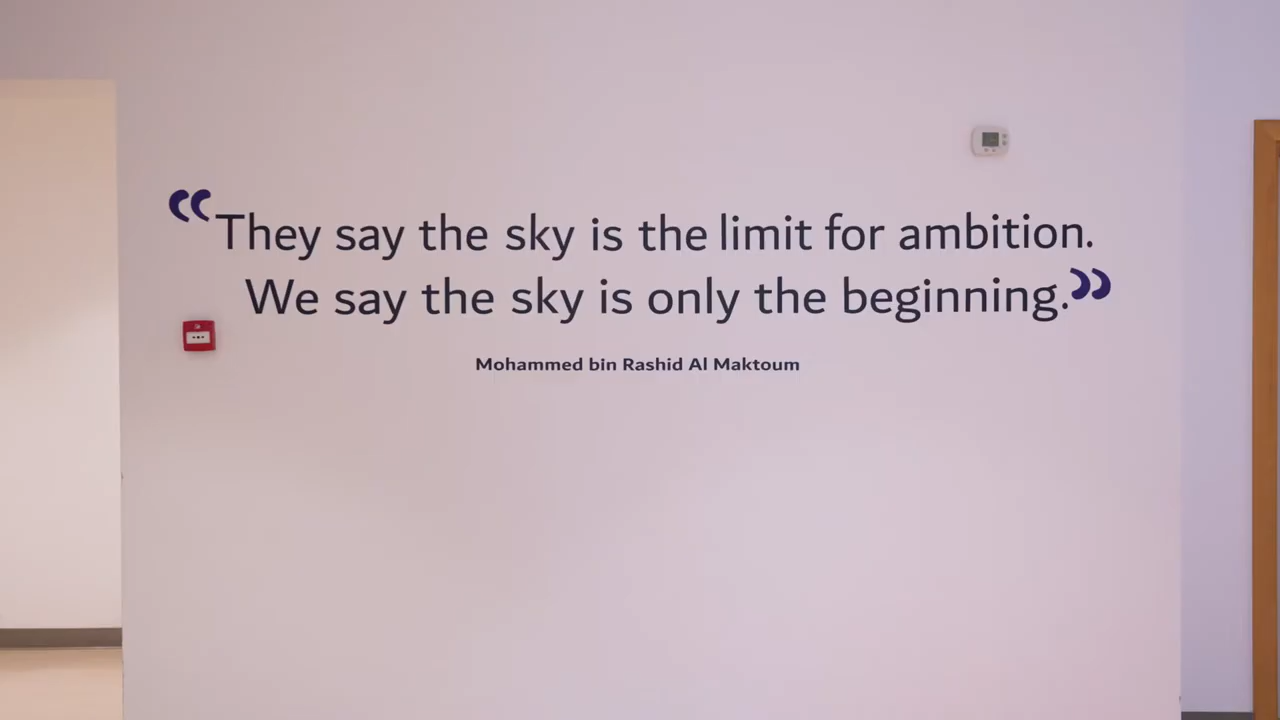 “They say the sky is the limit for ambition.
We say the sky is only the beginning.”
Mohammed bin Rashid Al Maktoum